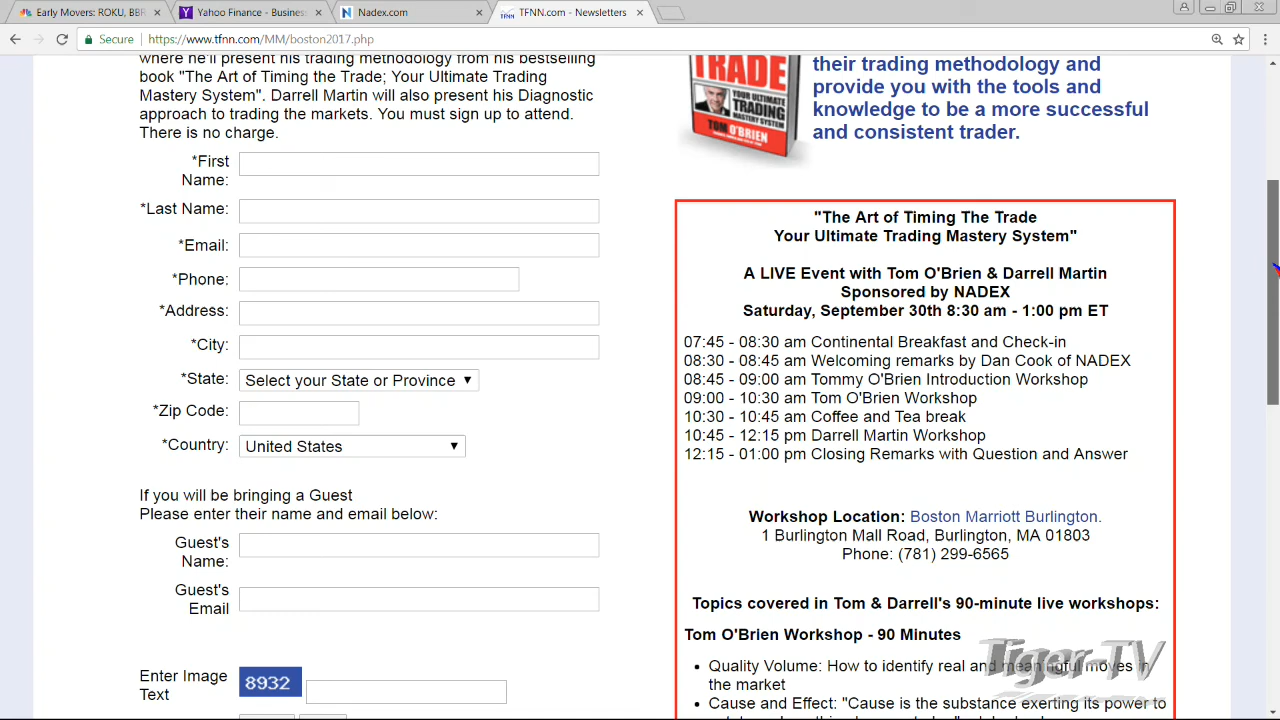 Early Movers: ROKU, BBR
Yahoo Finance - Busines
Nadex.com
TFNN.com - Newsletters
Secure
https://www.tfnn.com/MM/boston2017.php
where he'll present his trading methodology from his bestselling
book "The Art of Timing the Trade; Your Ultimate Trading
Mastery System". Darrell Martin will also present his Diagnostic
approach to trading the markets. You must sign up to attend.
There is no charge.
*First
Name:
*Last Name:
*Email:
*Phone:
*Address:
*City:
*State:
Select your State or Province
*Zip Code:
*Country:
United States
If you will be bringing a Guest
Please enter their name and email below:
Guest's
Name:
Guest's
Email
Enter Image
Text
8932
TRADE
YOUR ULTIMATE
TRADING
MASTERY SYSTEM
TOM O'BRIEN
their trading methodology and
provide you with the tools and
knowledge to be a more successful
and consistent trader.
"The Art of Timing The Trade
Your Ultimate Trading Mastery System"
A LIVE Event with Tom O'Brien & Darrell Martin
Sponsored by NADEX
Saturday, September 30th 8:30 am - 1:00 pm ET
07:45 - 08:30 am Continental Breakfast and Check-in
08:30 - 08:45 am Welcoming remarks by Dan Cook of NADEX
08:45 - 09:00 am Tommy O'Brien Introduction Workshop
09:00 - 10:30 am Tom O'Brien Workshop
10:30 - 10:45 am Coffee and Tea break
10:45 - 12:15 pm Darrell Martin Workshop
12:15 - 01:00 pm Closing Remarks with Question and Answer
Workshop Location: Boston Marriott Burlington.
1 Burlington Mall Road, Burlington, MA 01803
Phone: (781) 299-6565
Topics covered in Tom & Darrell's 90-minute live workshops:
Tom O'Brien Workshop - 90 Minutes
• Quality Volume: How to identify real and meaningful moves in
the market
• Cause and Effect: "Cause is the substance exerting its power to
Tiger-TV